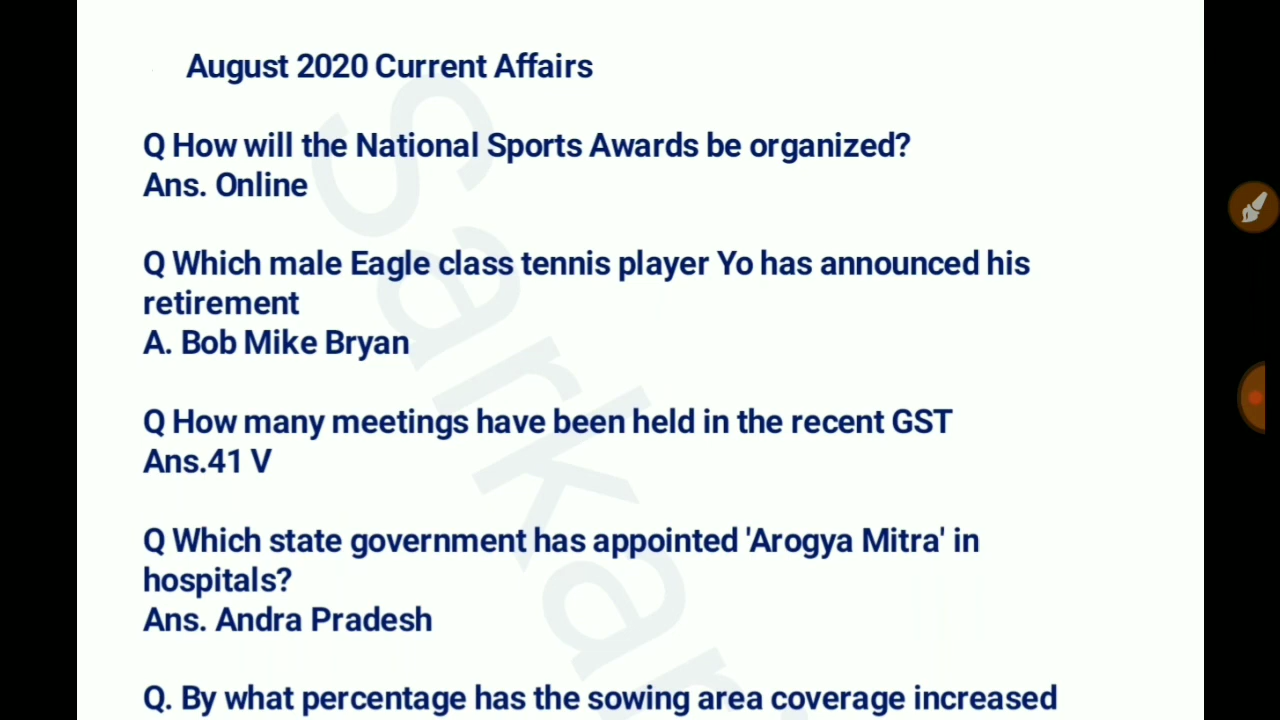 August 2020 Current Affairs
Q How will the National Sports Awards be organized?
Ans. Online
Q Which male Eagle class tennis player Yo has announced his
retirement
A. Bob Mike Bryan
Q How many meetings have been held in the recent GST
Ans.41 V
Q Which state government has appointed 'Arogya Mitra' in
hospitals?
Ans. Andra Pradesh
Q. By what percentage has the sowing area coverage increased
Sarkar